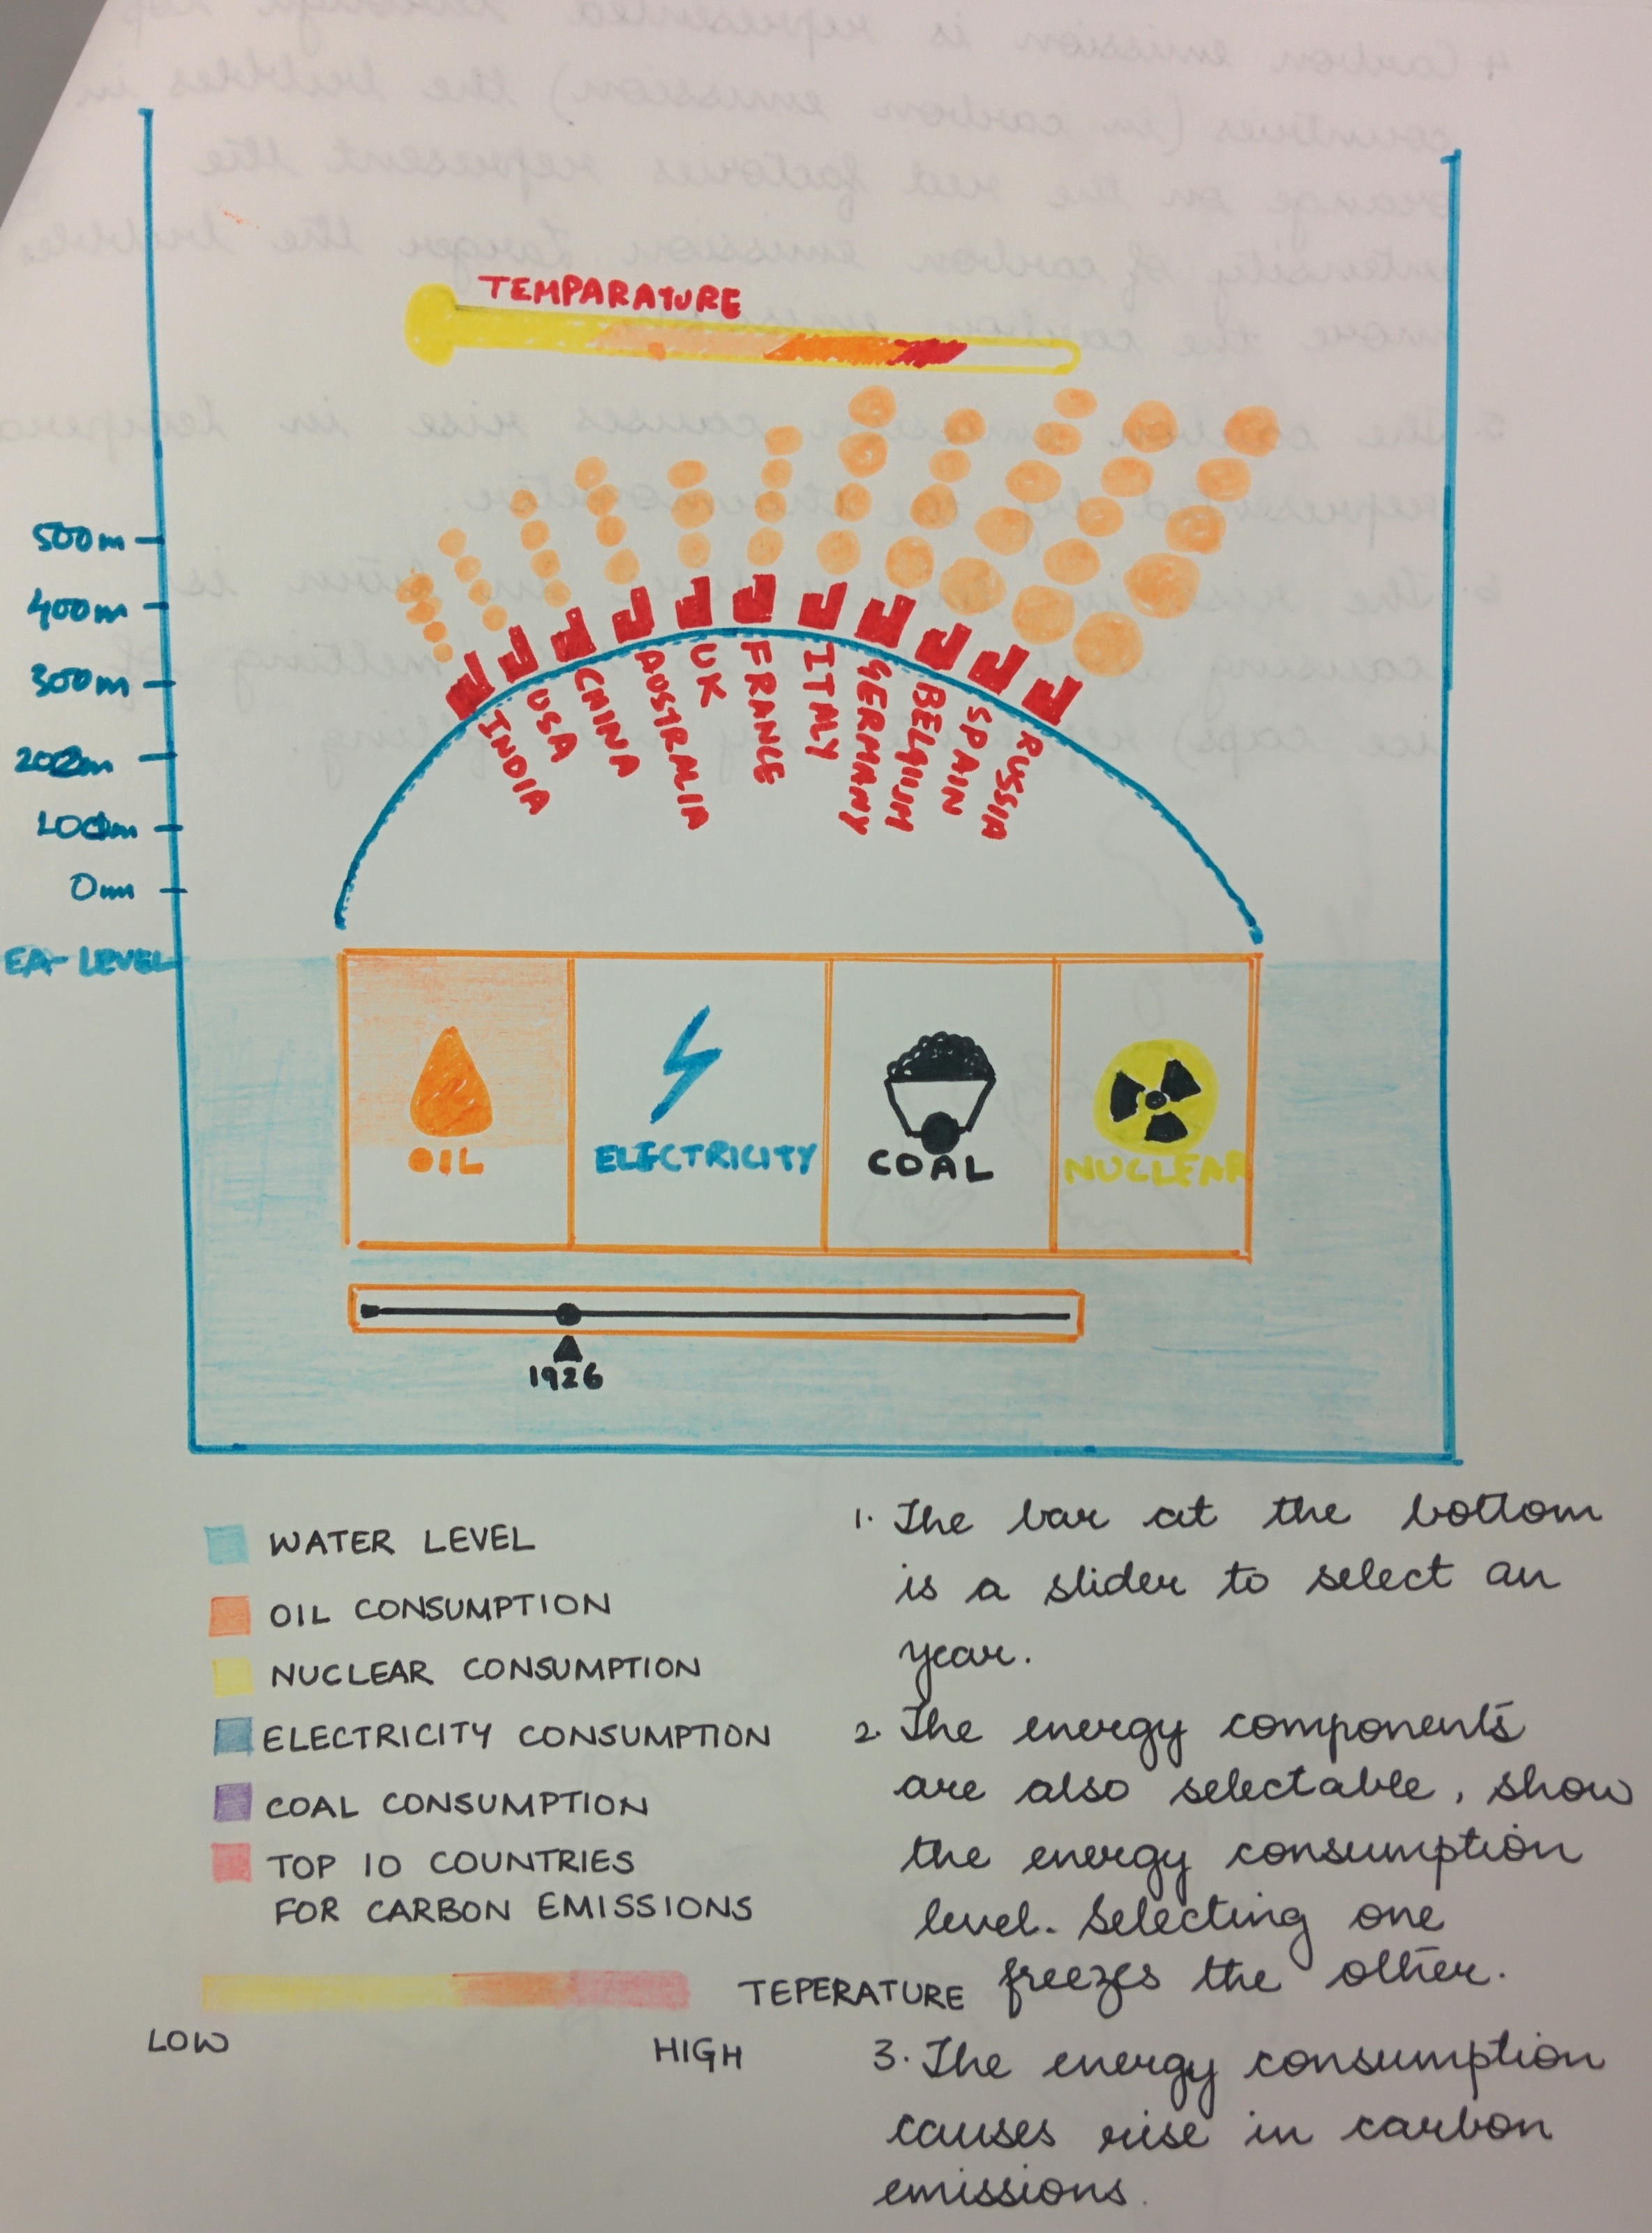 TEMPARATURE
500m
400m
300m
200m
100m
0m
EA LEVEL
INDIA
USA
CHINA
AUSTRALIA
UK
FRANCE
ITALY
GERMANY
BELGIUM
SPAIN
RUSSIA
OIL
ELECTRICITY
COAL
NUCLEAR
1926
WATER LEVEL
OIL CONSUMPTION
NUCLEAR CONSUMPTION
ELECTRICITY CONSUMPTION
COAL CONSUMPTION
TOP 10 COUNTRIES
FOR CARBON EMISSIONS
TEPERATURE
LOW
HIGH
1. The bar at the bottom
is a slider to select an
year.
2. The energy components
are also selectable, show
the energy consumption
level. Selecting one
freezes the other.
3. The energy consumption
causes rise in carbon
emissions.